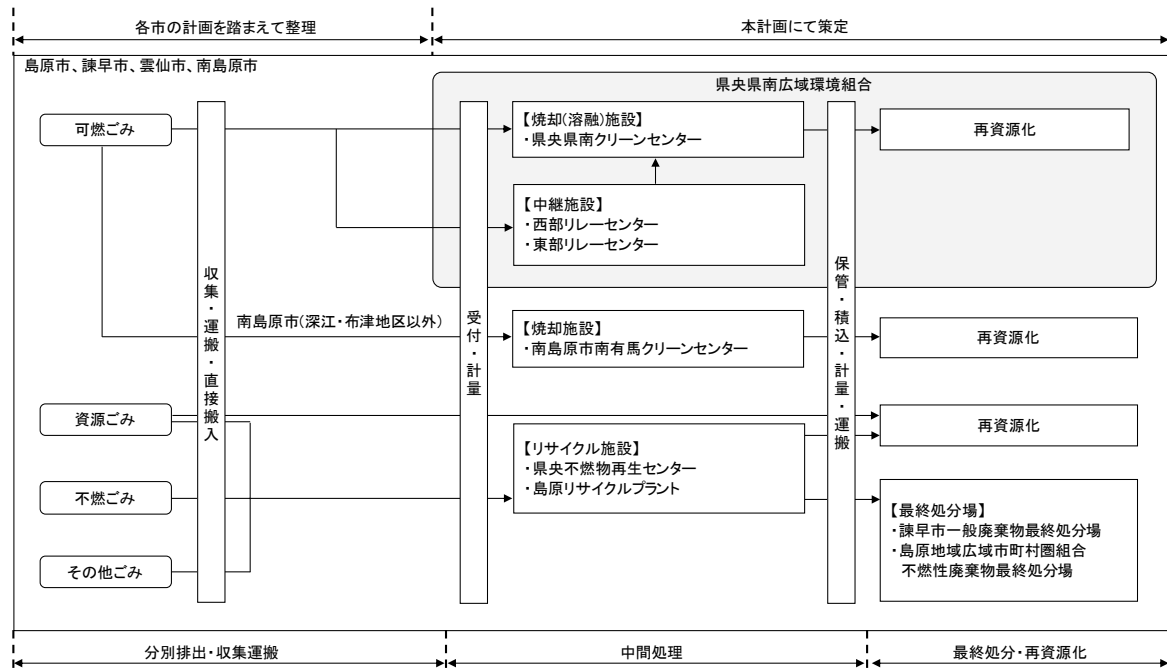 各市の計画を踏まえて整理
本計画にて策定
島原市、諫早市、雲仙市、南島原市
県央県南広域環境組合
可燃ごみ
【焼却(溶融)施設】
・県央県南クリーンセンター
再資源化
【中継施設】
・西部リレーセンター
・東部リレーセンター
収集・運搬・直接搬入
南島原市(深江・布津地区以外)
受付・計量
【焼却施設】
・南島原市南有馬クリーンセンター
保管・積込・計量・運搬
再資源化
資源ごみ
再資源化
【リサイクル施設】
・県央不燃物再生センター
・島原リサイクルプラント
不燃ごみ
【最終処分場】
・諫早市一般廃棄物最終処分場
・島原地域広域市町村圏組合
不燃性廃棄物最終処分場
その他ごみ
分別排出・収集運搬
中間処理
最終処分・再資源化